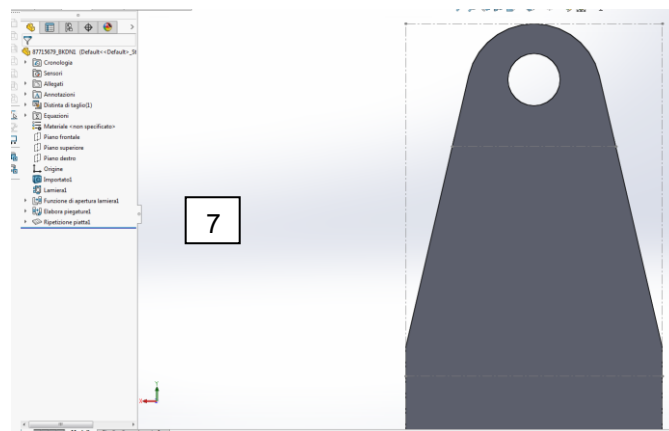 87715679_BKDN1 (Default<<Default>_St
Cronologia
Sensori
Allegati
Annotazioni
Distinta di taglio(1)
Equazioni
Materiale <non specificato>
Piano frontale
Piano superiore
Piano destro
Origine
Importato1
Lamiera1
Funzione di apertura lamiera1
Elabora piegature1
Ripetizione piatta1
7
Y
X